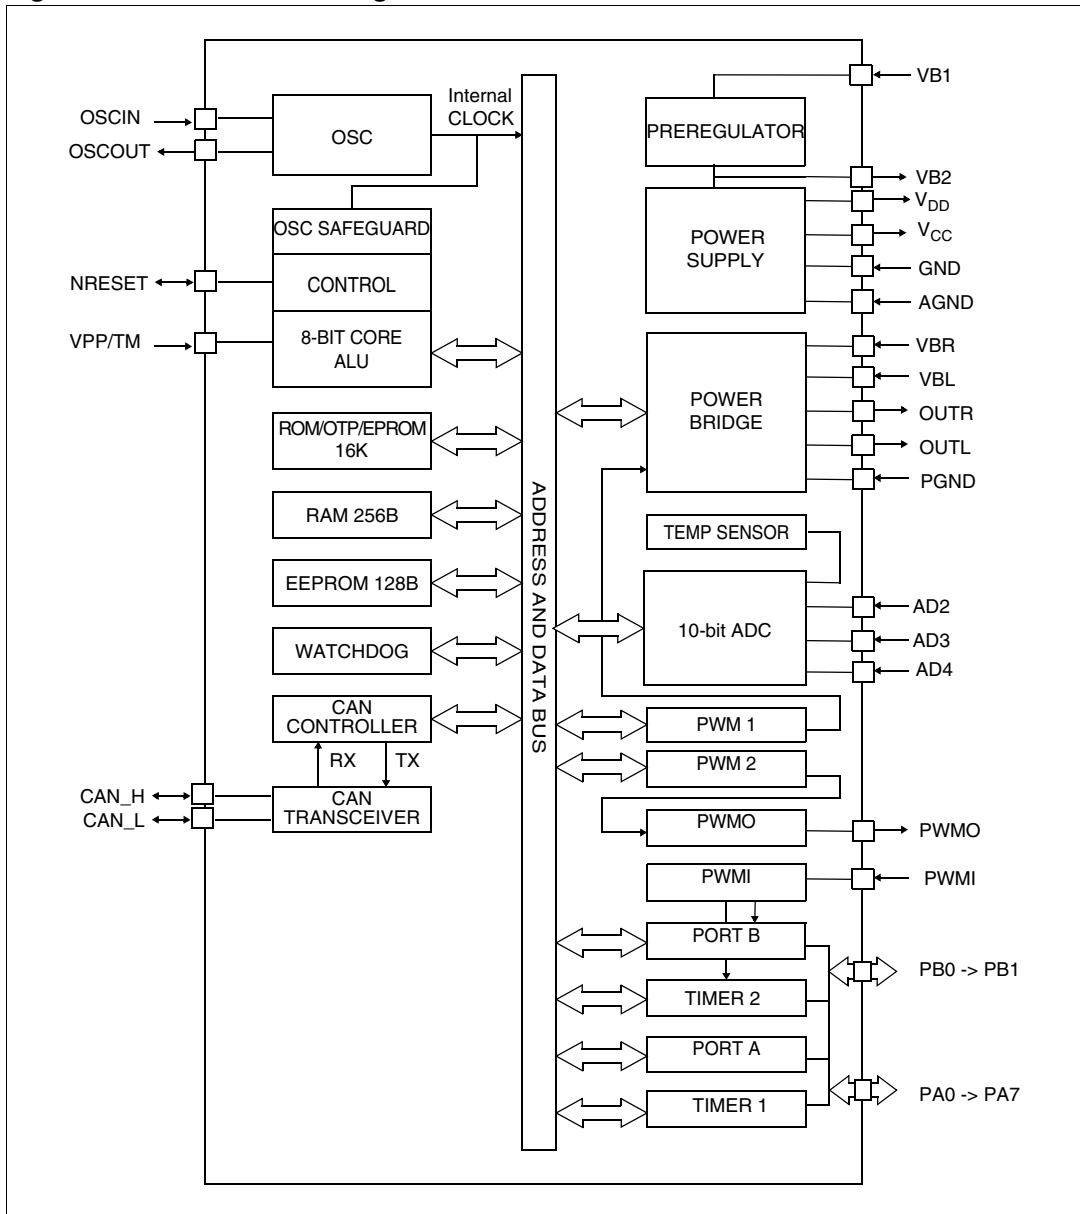 Internal
CLOCK
OSCIN
OSCOUT
OSC
OSC SAFEGUARD
CONTROL
NRESET
VPP/TM
8-BIT CORE
ALU
ROM/OTP/EPROM
16K
RAM 256B
EEPROM 128B
WATCHDOG
CAN
CONTROLLER
RX
TX
CAN_H
CAN_L
CAN
TRANSCEIVER
ADDRESS AND DATA BUS
PREREGULATOR
VB1
VB2
POWER
SUPPLY
VDD
VCC
GND
AGND
POWER
BRIDGE
VBR
VBL
OUTR
OUTL
PGND
TEMP SENSOR
10-bit ADC
AD2
AD3
AD4
PWM 1
PWM 2
PWMO
PWMO
PWMI
PWMI
PORT B
PB0 -> PB1
TIMER 2
PORT A
PA0 -> PA7
TIMER 1